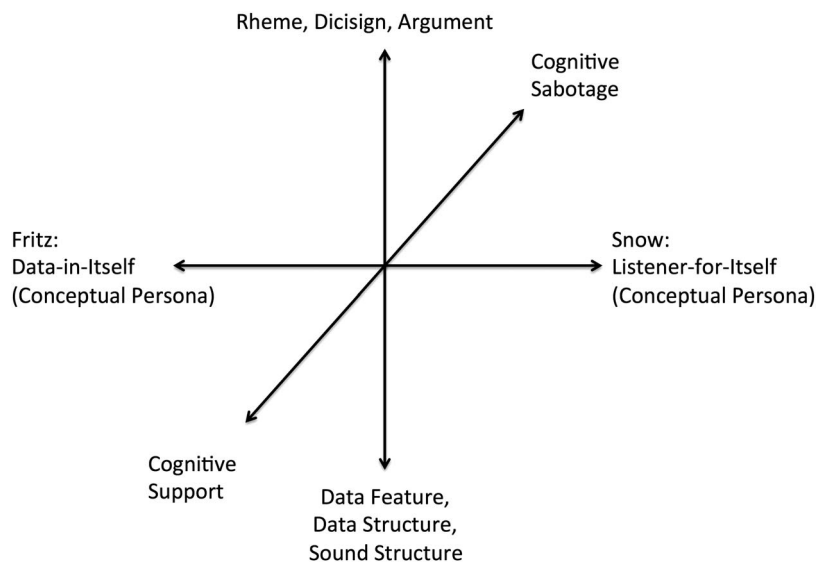 Rheme, Dicisign, Argument
Cognitive
Sabotage
Fritz:
Data-in-Itself
(Conceptual Persona)
Snow:
Listener-for-Itself
(Conceptual Persona)
Cognitive
Support
Data Feature,
Data Structure,
Sound Structure